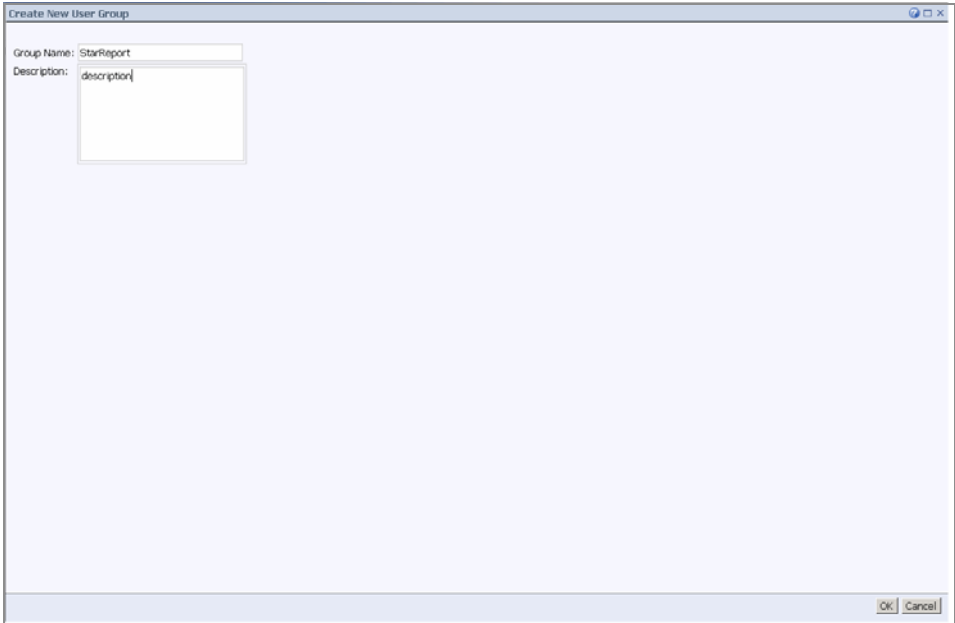 Create New User Group
Group Name: StarReport
Description: description
OK Cancel